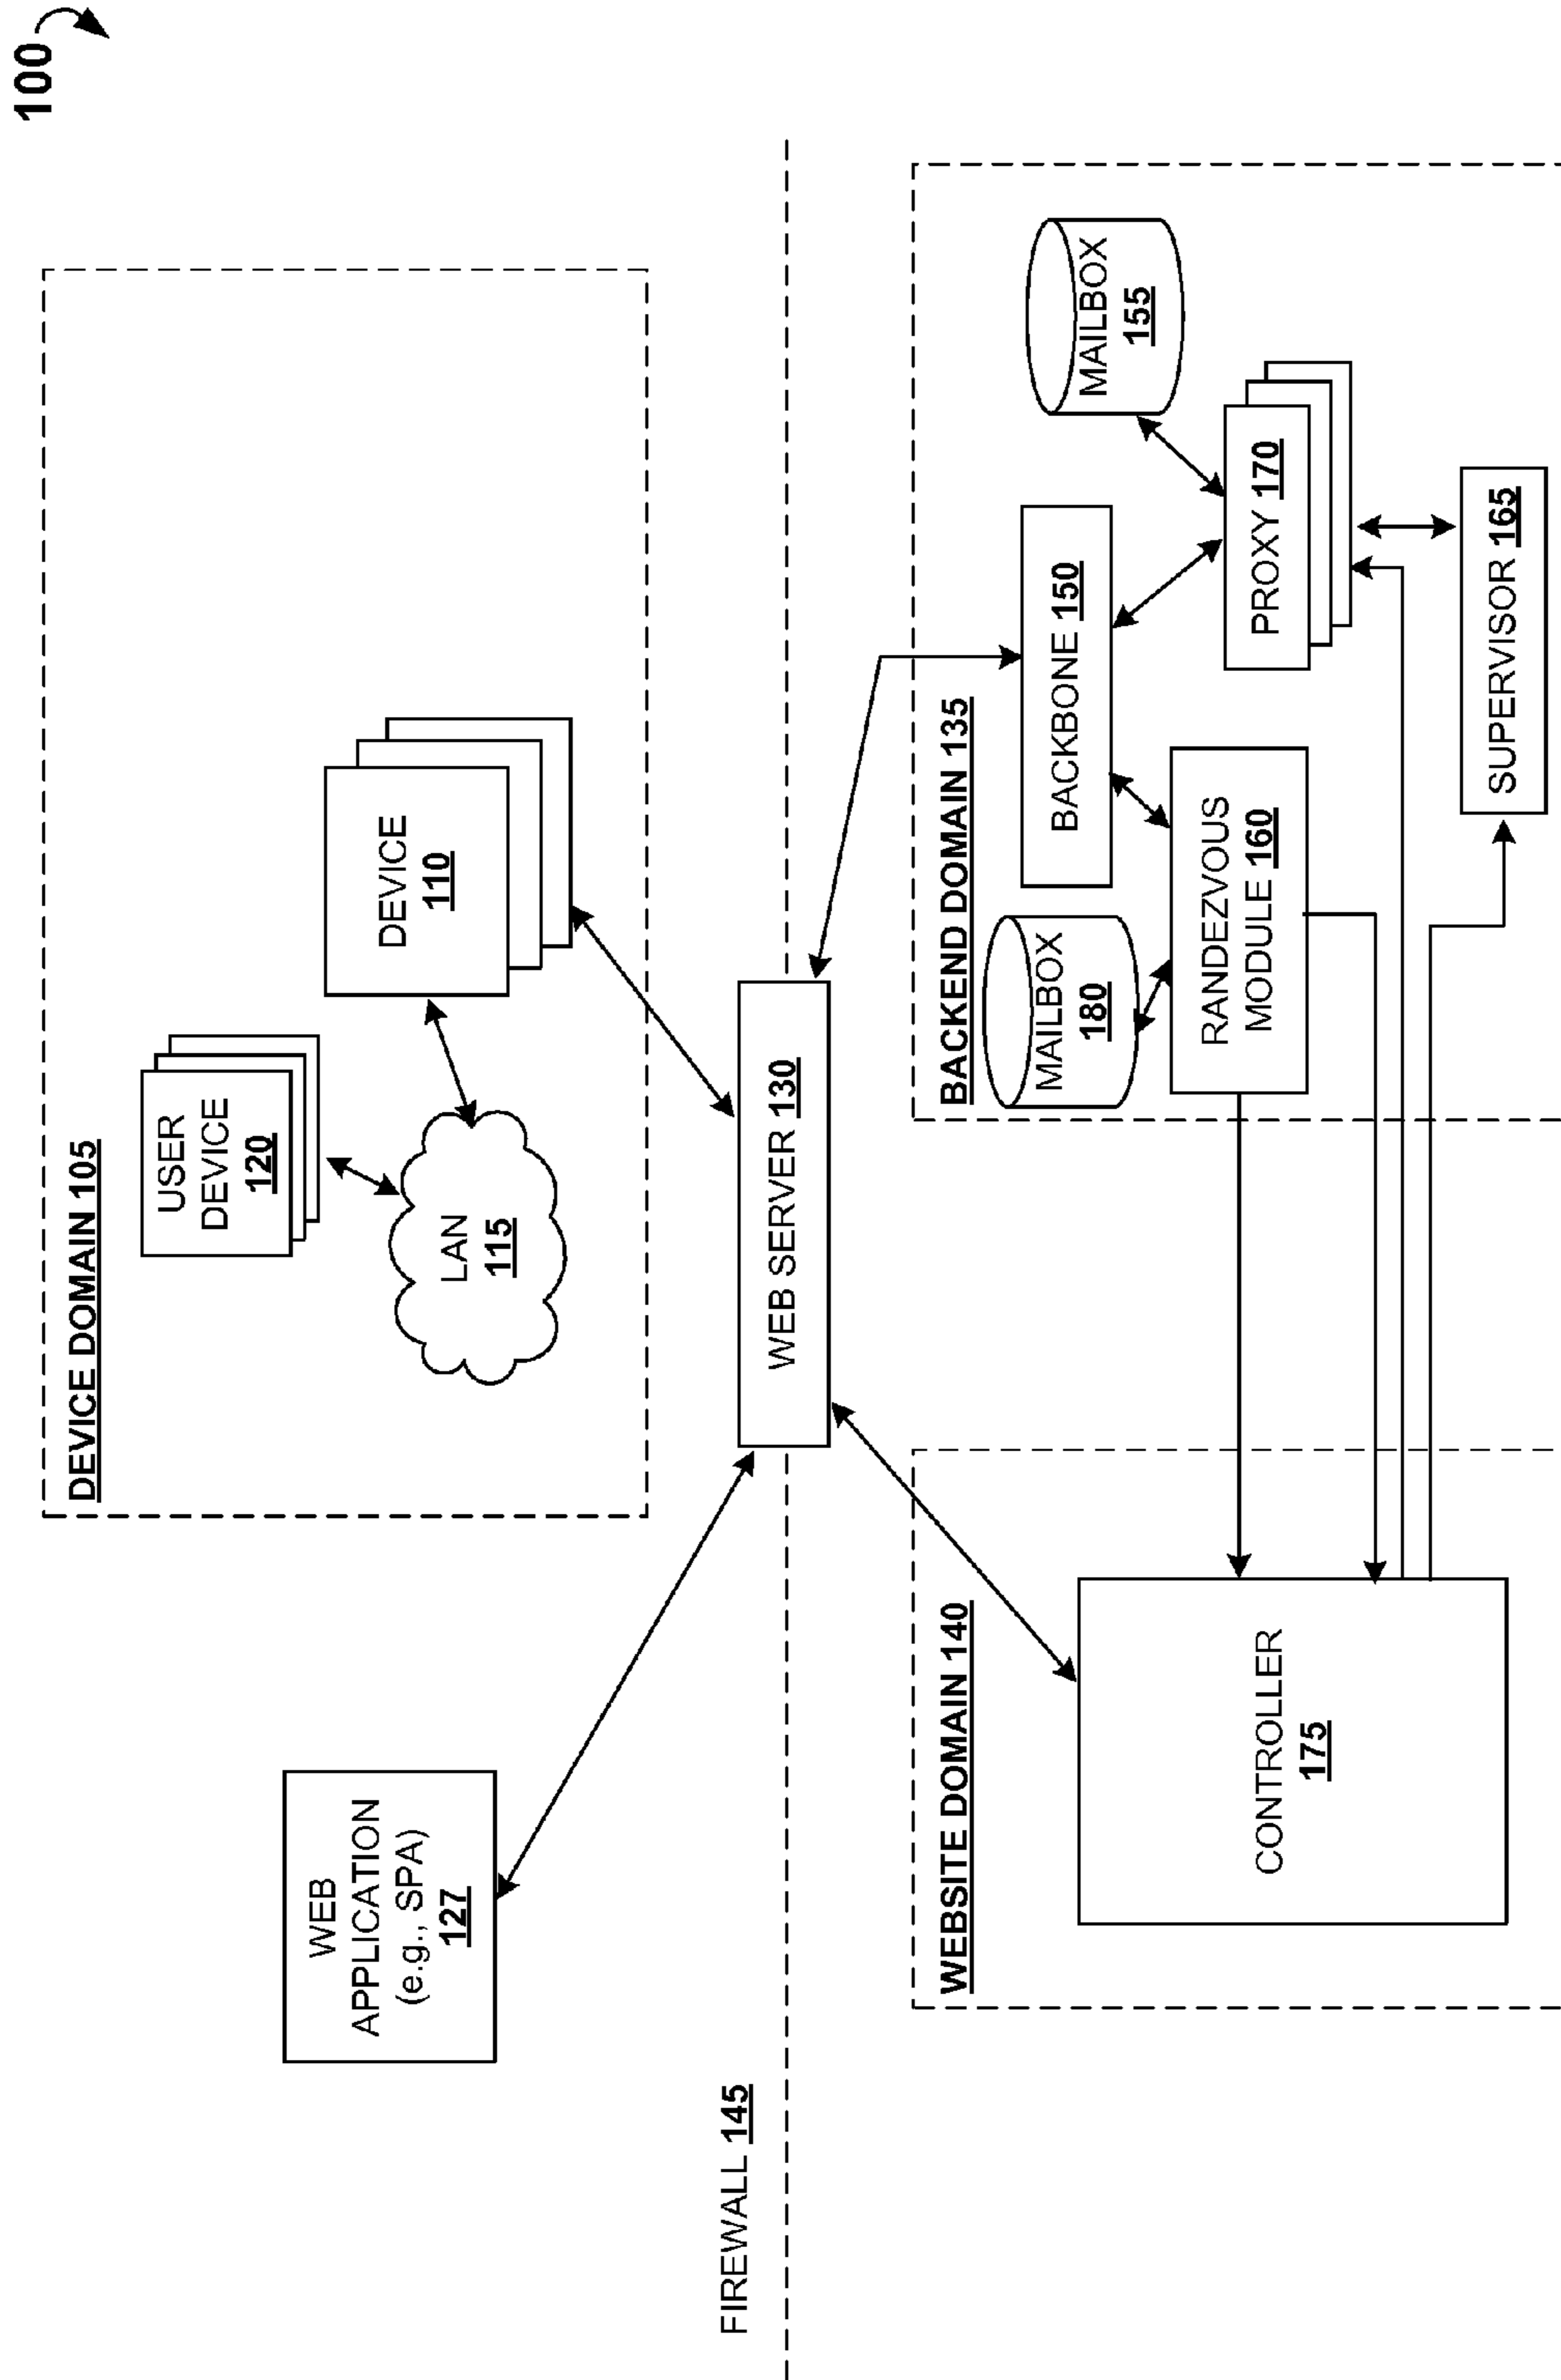 100
DEVICE DOMAIN 105
USER
DEVICE
120
LAN
115
DEVICE
110
WEB
APPLICATION
(e.g., SPA)
127
FIREWALL 145
WEB SERVER 130
WEBSITE DOMAIN 140
CONTROLLER
175
BACKEND DOMAIN 135
MAILBOX
180
BACKBONE 150
MAILBOX
155
RANDEZVOUS
MODULE 160
PROXY 170
SUPERVISOR 165